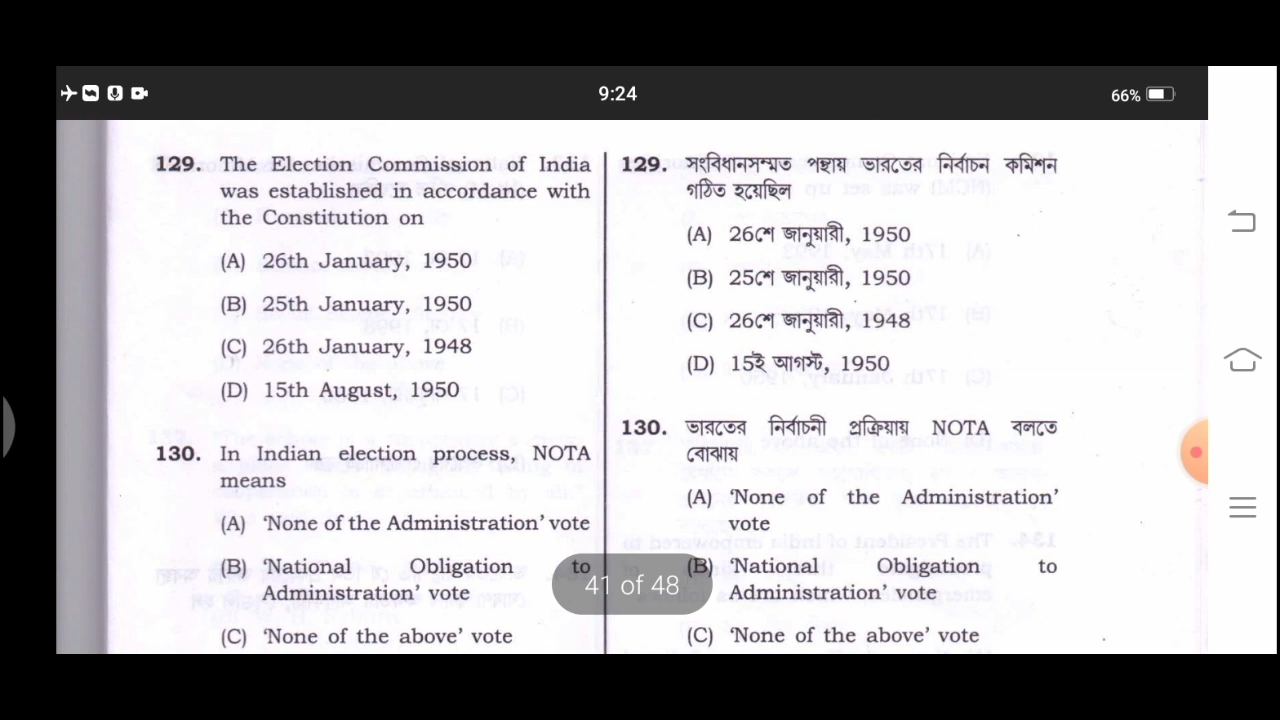 9:24
66%
129. The Election Commission of India
was established in accordance with
the Constitution on
(A) 26th January, 1950
(B) 25th January, 1950
(C) 26th January, 1948
(D) 15th August, 1950
130. In Indian election process, NOTA
means
(A) 'None of the Administration' vote
(B) 'National Obligation to
Administration' vote
(C) 'None of the above' vote
129. সংবিধানসম্মত পন্থায় ভারতের নির্বাচন কমিশন
গঠিত হয়েছিল
(A) 26শে জানুয়ারী, 1950
(B) 25শে জানুয়ারী, 1950
(C) 26শে জানুয়ারী, 1948
(D) 15ই আগস্ট, 1950
130. ভারতের নির্বাচনী প্রক্রিয়ায় NOTA বলতে
বোঝায়
(A) 'None of the Administration'
vote
(B) 'National Obligation to
Administration' vote
(C) 'None of the above' vote
41 of 48